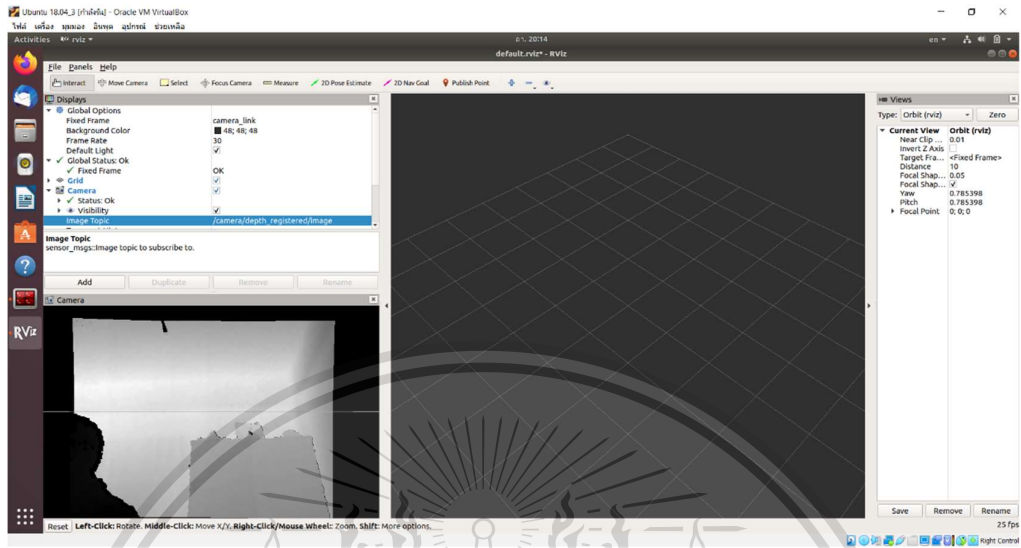 Ubuntu 18.04_3 [กำลังรัน] - Oracle VM VirtualBox
ไฟล์ เครื่อง มุมมอง อินพุต อุปกรณ์ ช่วยเหลือ
Activities rviz อา. 20:14 en
default.rviz* - RViz
File Panels Help
Interact Move Camera Select Focus Camera Measure 2D Pose Estimate 2D Nav Goal Publish Point
Displays
Global Options
Fixed Frame camera_link
Background Color 48; 48; 48
Frame Rate 30
Default Light
Global Status: Ok
Fixed Frame OK
Grid
Camera
Status: Ok
Visibility
Image Topic /camera/depth_registered/image
Image Topic
sensor_msgs::Image topic to subscribe to.
Add Duplicate Remove Rename
Camera
RViz
Views
Type: Orbit (rviz) Zero
Current View Orbit (rviz)
Near Clip ... 0.01
Invert Z Axis
Target Fra... <Fixed Frame>
Distance 10
Focal Shap... 0.05
Focal Shap...
Yaw 0.785398
Pitch 0.785398
Focal Point 0; 0; 0
Save Remove Rename
Reset Left-Click: Rotate. Middle-Click: Move X/Y. Right-Click/Mouse Wheel: Zoom. Shift: More options.
25 fps
Right Control